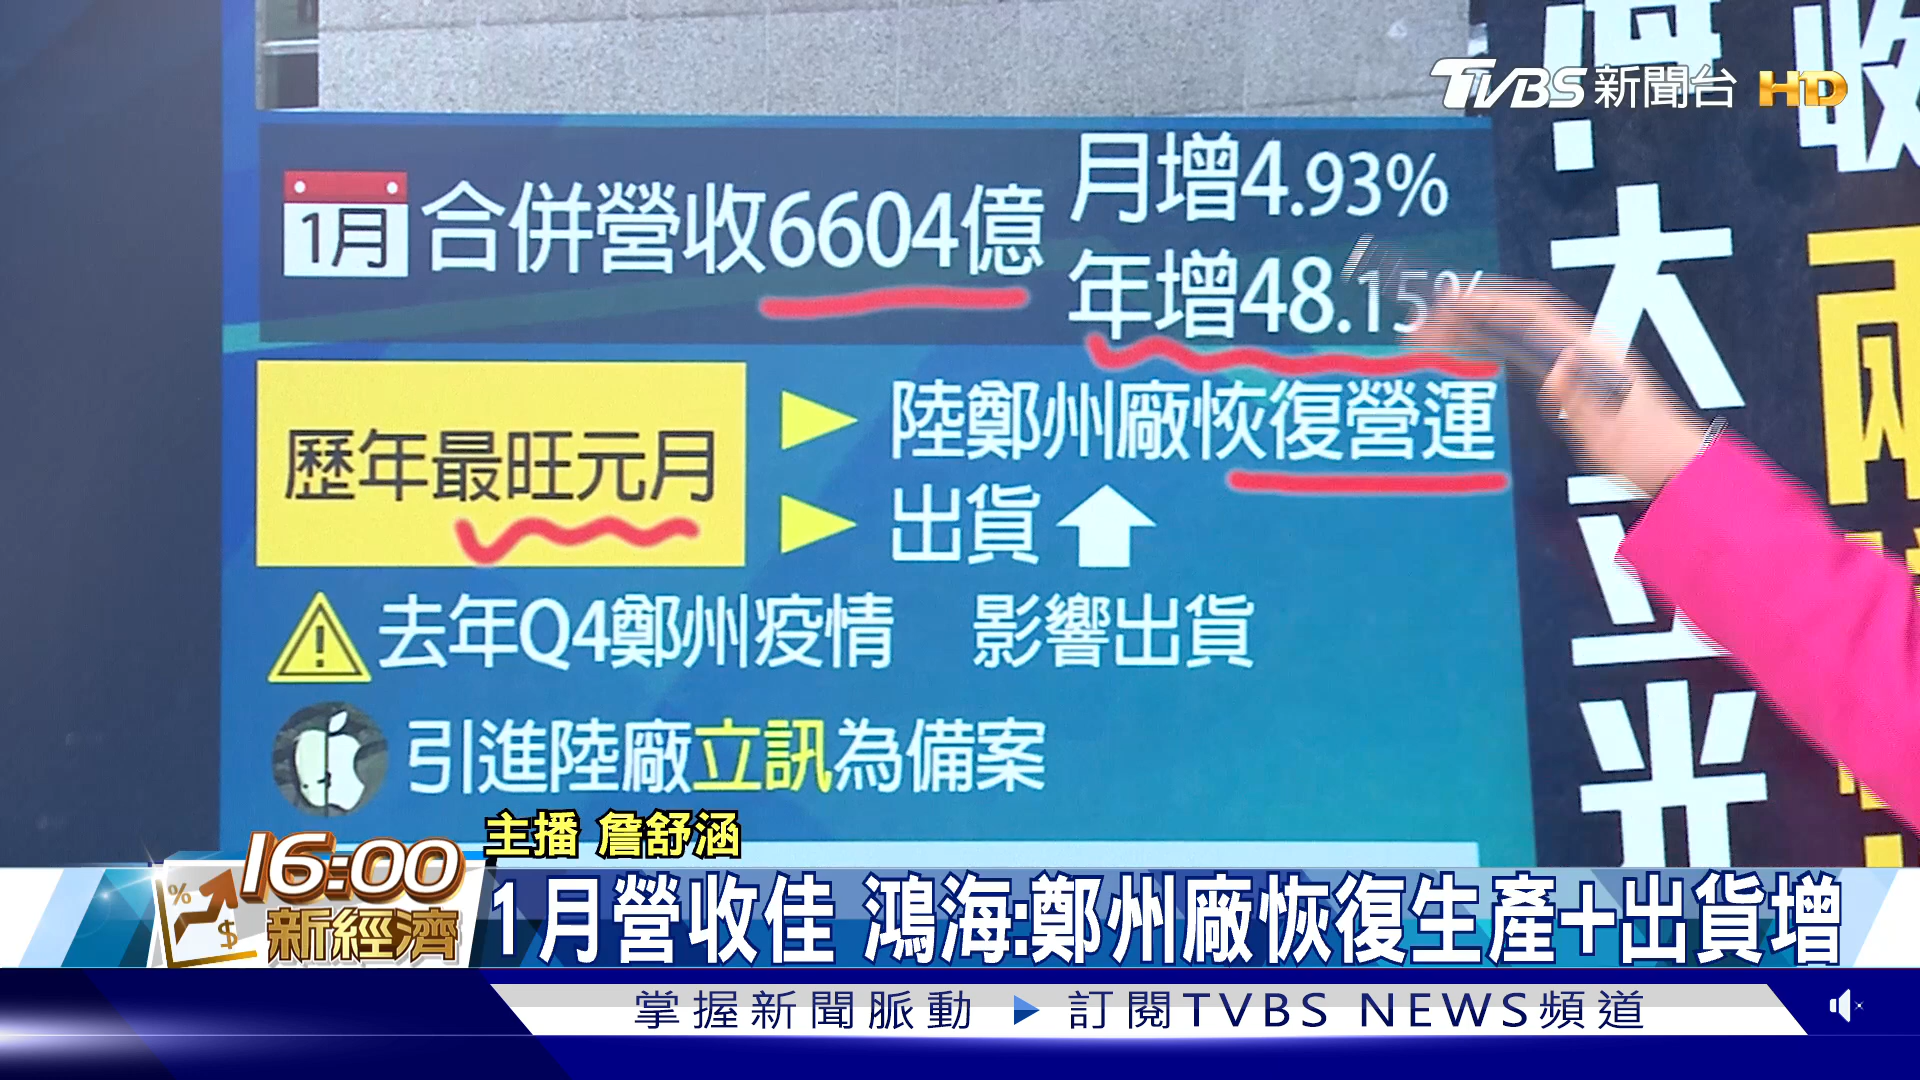 TVBS新聞台 HD
1月
合併營收6604億
月增4.93%
年增48.15%
歷年最旺元月
陸鄭州廠恢復營運
出貨
去年Q4鄭州疫情 影響出貨
引進陸廠立訊為備案
大立光
收
主播 詹舒涵
16:00
新經濟
% $
1月營收佳 鴻海:鄭州廠恢復生產+出貨增
掌握新聞脈動 訂閱TVBS NEWS頻道